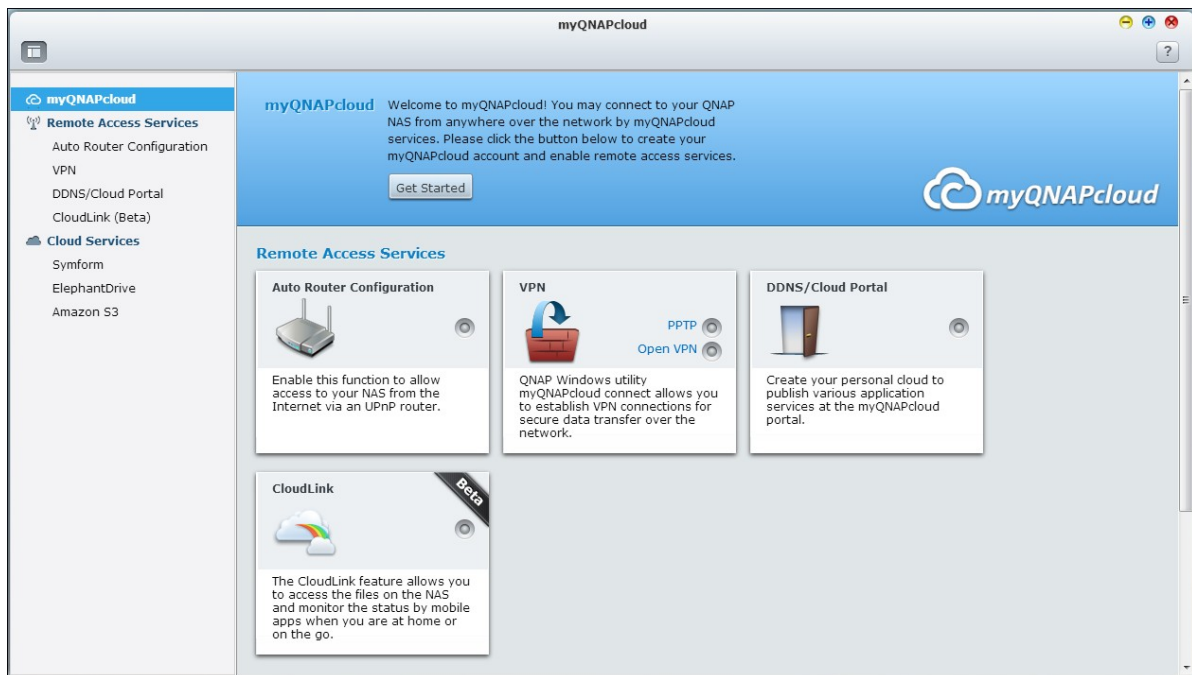 myQNAPcloud
?
myQNAPcloud
Remote Access Services
Auto Router Configuration
VPN
DDNS/Cloud Portal
CloudLink (Beta)
Cloud Services
Symform
ElephantDrive
Amazon S3
myQNAPcloud
Welcome to myQNAPcloud! You may connect to your QNAP
NAS from anywhere over the network by myQNAPcloud
services. Please click the button below to create your
myQNAPcloud account and enable remote access services.
Get Started
myQNAPcloud
Remote Access Services
Auto Router Configuration
Enable this function to allow
access to your NAS from the
Internet via an UPnP router.
VPN
PPTP
Open VPN
QNAP Windows utility
myQNAPcloud connect allows you
to establish VPN connections for
secure data transfer over the
network.
DDNS/Cloud Portal
Create your personal cloud to
publish various application
services at the myQNAPcloud
portal.
CloudLink
Beta
The CloudLink feature allows you
to access the files on the NAS
and monitor the status by mobile
apps when you are at home or
on the go.